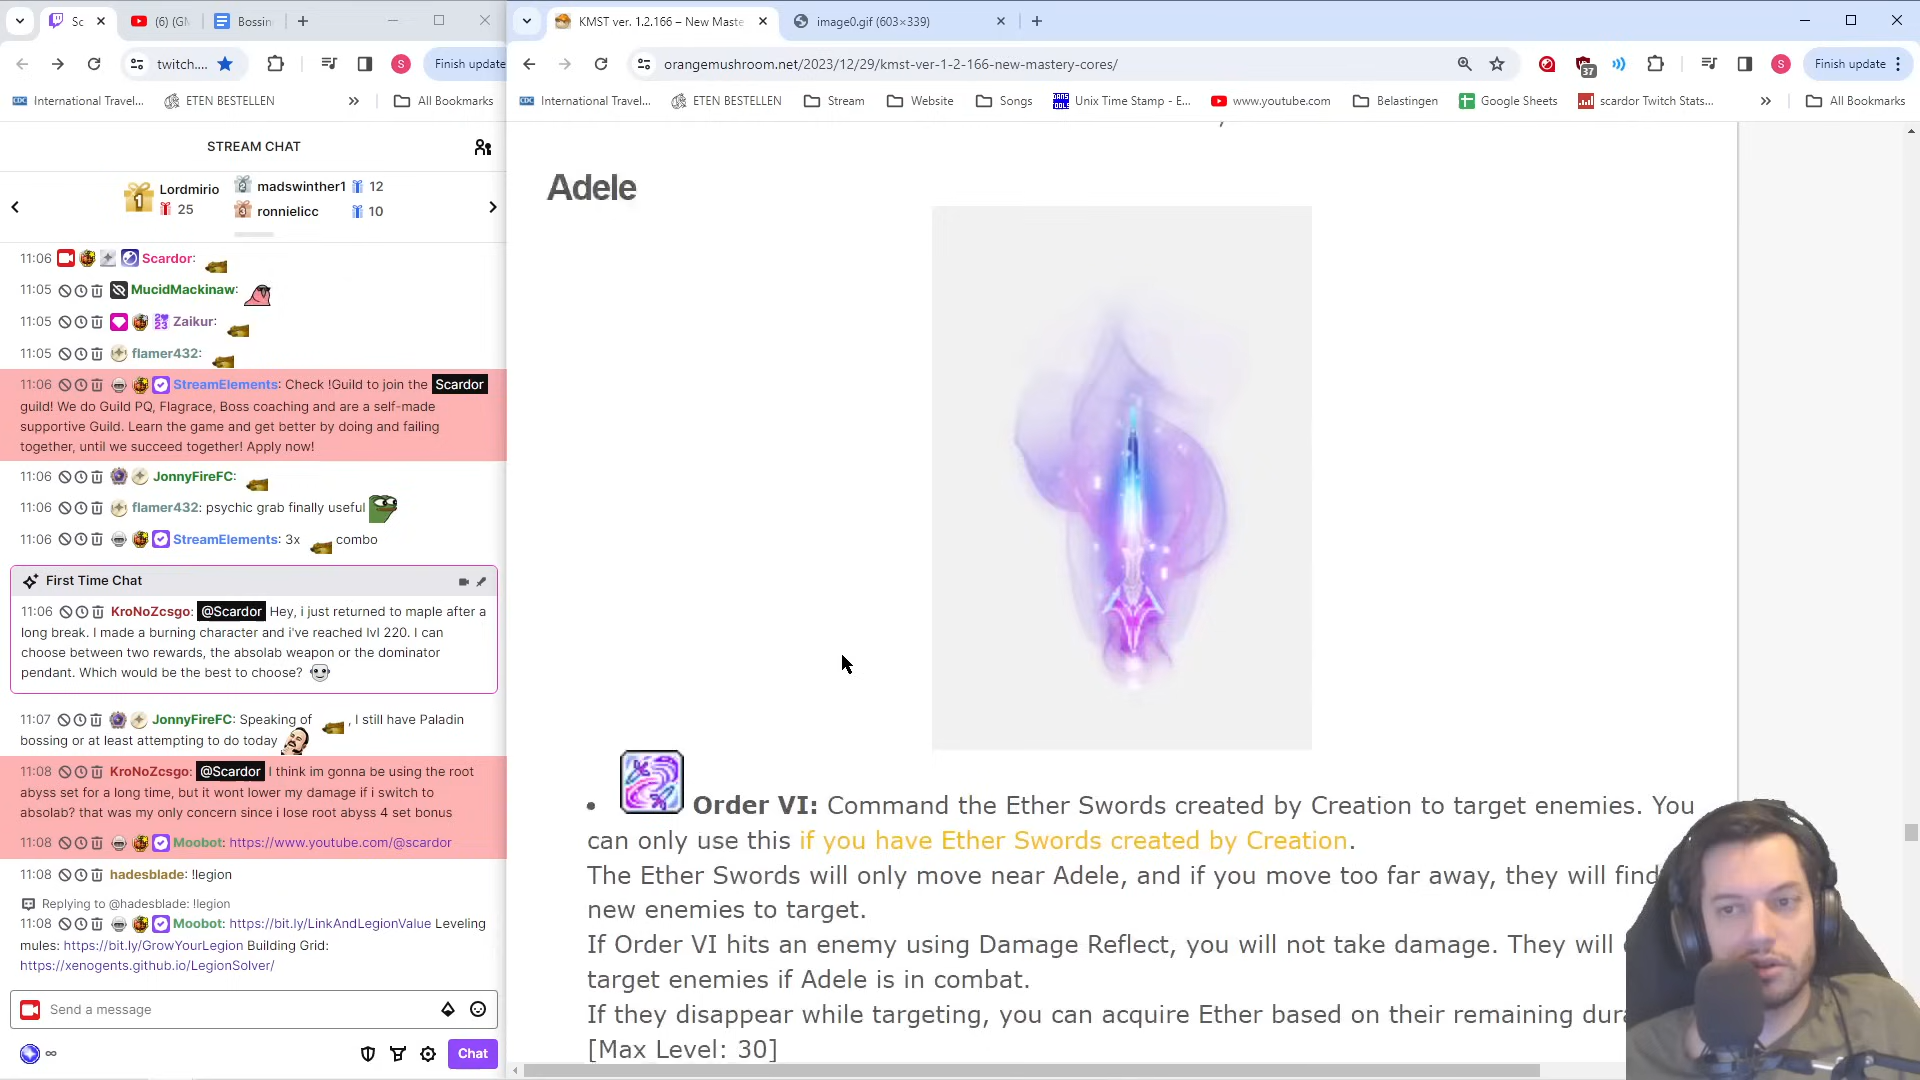 Sc
(6) (GM
Bossin
twitch....
Finish update
International Travel...
ETEN BESTELLEN
All Bookmarks
STREAM CHAT
Lordmirio
25
madswinther1 12
ronnielicc 10
11:06 Scardor:
11:05 MucidMackinaw:
11:05 Zaikur:
11:05 flamer432:
11:06 StreamElements: Check !Guild to join the Scardor
guild! We do Guild PQ, Flagrace, Boss coaching and are a self-made
supportive Guild. Learn the game and get better by doing and failing
together, until we succeed together! Apply now!
11:06 JonnyFireFC:
11:06 flamer432: psychic grab finally useful
11:06 StreamElements: 3x combo
First Time Chat
11:06 KroNoZcsgo: @Scardor Hey, i just returned to maple after a
long break. I made a burning character and i've reached lvl 220. I can
choose between two rewards, the absolab weapon or the dominator
pendant. Which would be the best to choose?
11:07 JonnyFireFC: Speaking of , I still have Paladin
bossing or at least attempting to do today
11:08 KroNoZcsgo: @Scardor I think im gonna be using the root
abyss set for a long time, but it wont lower my damage if i switch to
absolab? that was my only concern since i lose root abyss 4 set bonus
11:08 Moobot: https://www.youtube.com/@scardor
11:08 hadesblade: !legion
Replying to @hadesblade: !legion
11:08 Moobot: https://bit.ly/LinkAndLegionValue Leveling
mules: https://bit.ly/GrowYourLegion Building Grid:
https://xenogents.github.io/LegionSolver/
Send a message
Chat
KMST ver. 1.2.166 – New Maste
image0.gif (603×339)
orangemushroom.net/2023/12/29/kmst-ver-1-2-166-new-mastery-cores/
37
Finish update
International Travel...
ETEN BESTELLEN
Stream
Website
Songs
Unix Time Stamp - E...
www.youtube.com
Belastingen
Google Sheets
scardor Twitch Stats...
All Bookmarks
Adele
Order VI: Command the Ether Swords created by Creation to target enemies. You
can only use this if you have Ether Swords created by Creation.
The Ether Swords will only move near Adele, and if you move too far away, they will find
new enemies to target.
If Order VI hits an enemy using Damage Reflect, you will not take damage. They will
target enemies if Adele is in combat.
If they disappear while targeting, you can acquire Ether based on their remaining
[Max Level: 30]